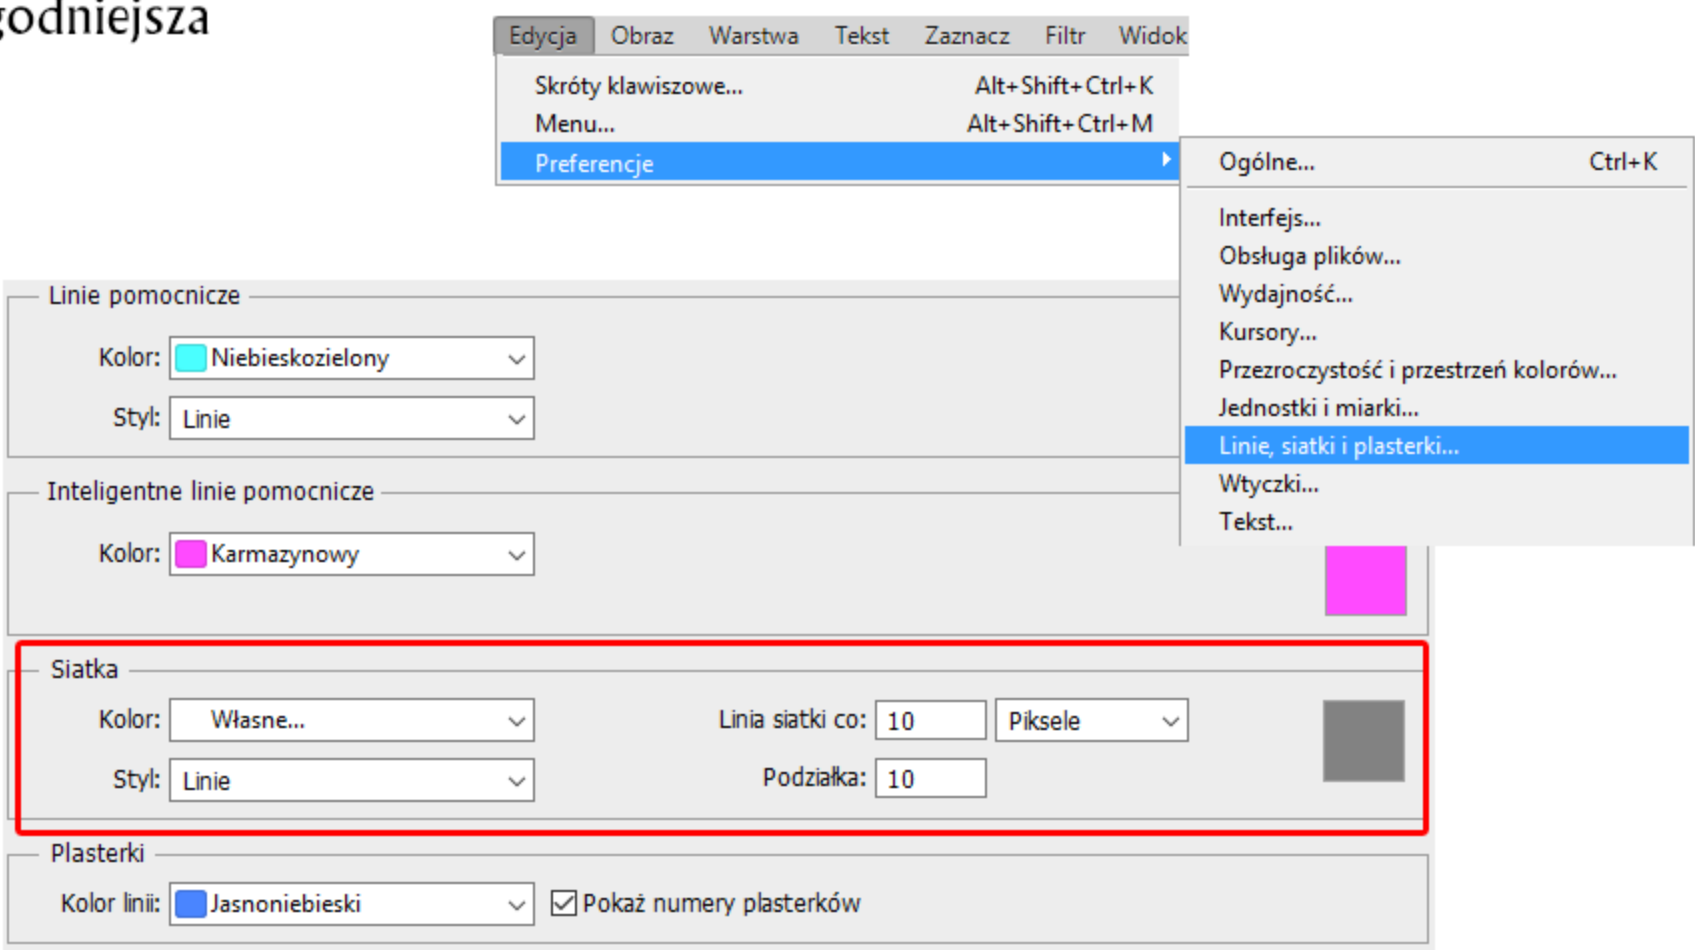 godniejsza
Edycja Obraz Warstwa Tekst Zaznacz Filtr Widok
Skróty klawiszowe... Alt+Shift+Ctrl+K
Menu... Alt+Shift+Ctrl+M
Preferencje
Ogólne... Ctrl+K
Interfejs...
Obsługa plików...
Wydajność...
Kursory...
Przezroczystość i przestrzeń kolorów...
Jednostki i miarki...
Linie, siatki i plasterki...
Wtyczki...
Tekst...
Linie pomocnicze
Kolor: Niebieskozielony
Styl: Linie
Inteligentne linie pomocnicze
Kolor: Karmazynowy
Siatka
Kolor: Własne... Linia siatki co: 10 Piksele
Styl: Linie Podziałka: 10
Plasterki
Kolor linii: Jasnoniebieski Pokaż numery plasterków